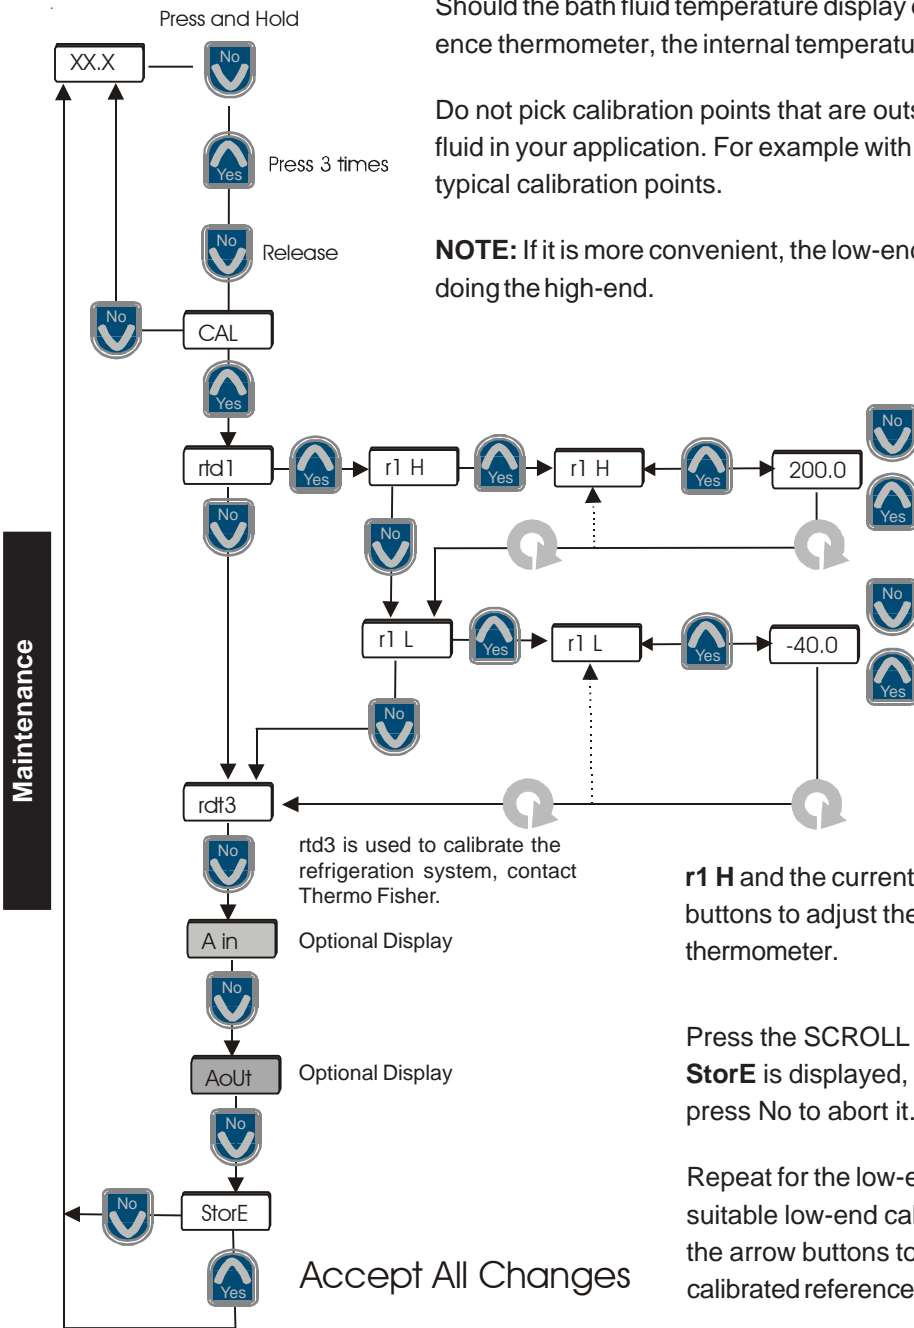 Press and Hold
No
XX.X
Yes
Press 3 times
No
Release
No
CAL
Yes
Should the bath fluid temperature display
ence thermometer, the internal
Do not pick calibration points that are
fluid in your application. For example with
typical calibration points.
NOTE: If it is more convenient, the
doing the high-end.
rtd1
Yes
r1 H
Yes
r1 H
Yes
200.0
No
Yes
No
No
r1 L
Yes
r1 L
Yes
-40.0
No
Yes
No
rdt3
No
rtd3 is used to calibrate the
refrigeration system, contact
Thermo Fisher.
A in
Optional Display
No
AoUt
Optional Display
No
No
StorE
Yes
Accept All Changes
r1 H and the current
buttons to adjust the
thermometer.
Press the SCROLL
StorE is displayed,
press No to abort it.
Repeat for the
suitable low-end
the arrow buttons to
calibrated reference
Maintenance